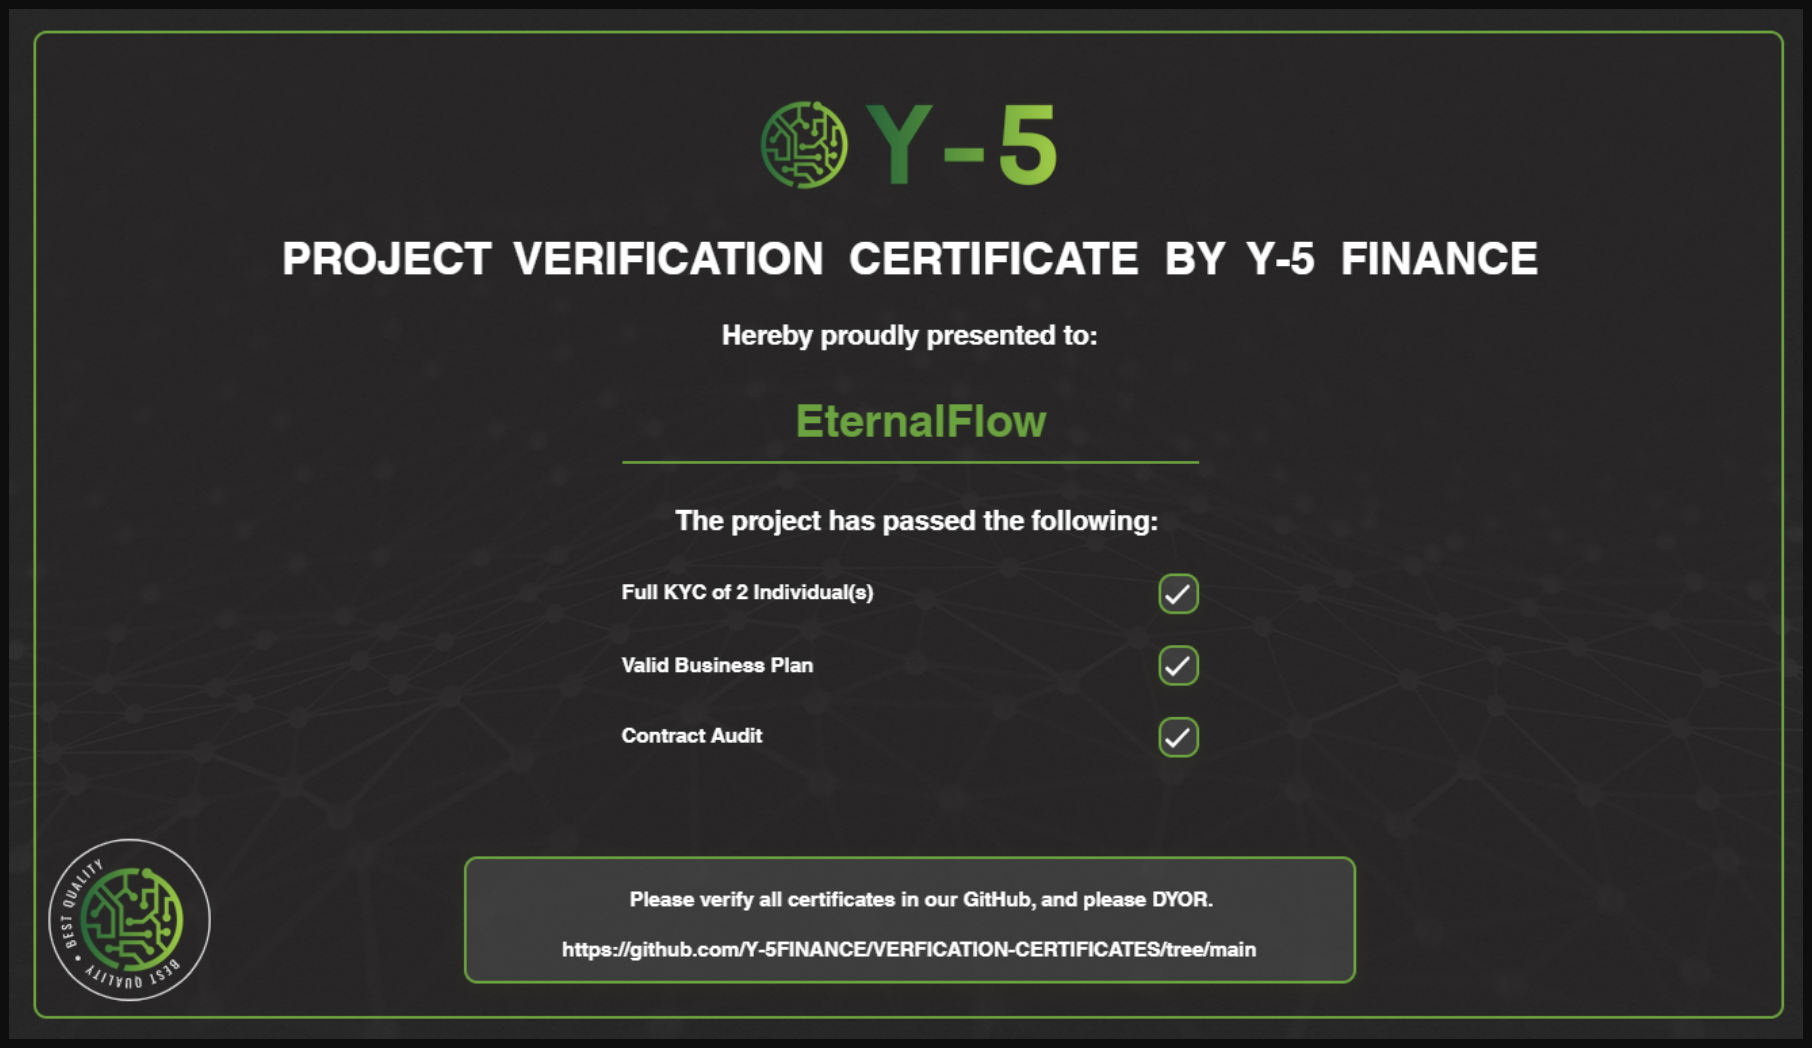 Y-5
PROJECT VERIFICATION CERTIFICATE BY Y-5 FINANCE
Hereby proudly presented to:
EternalFlow
The project has passed the following:
Full KYC of 2 Individual(s)
Valid Business Plan
Contract Audit
BEST QUALITY • BEST QUALITY
Please verify all certificates in our GitHub, and please DYOR.
https://github.com/Y-5FINANCE/VERFICATION-CERTIFICATES/tree/main